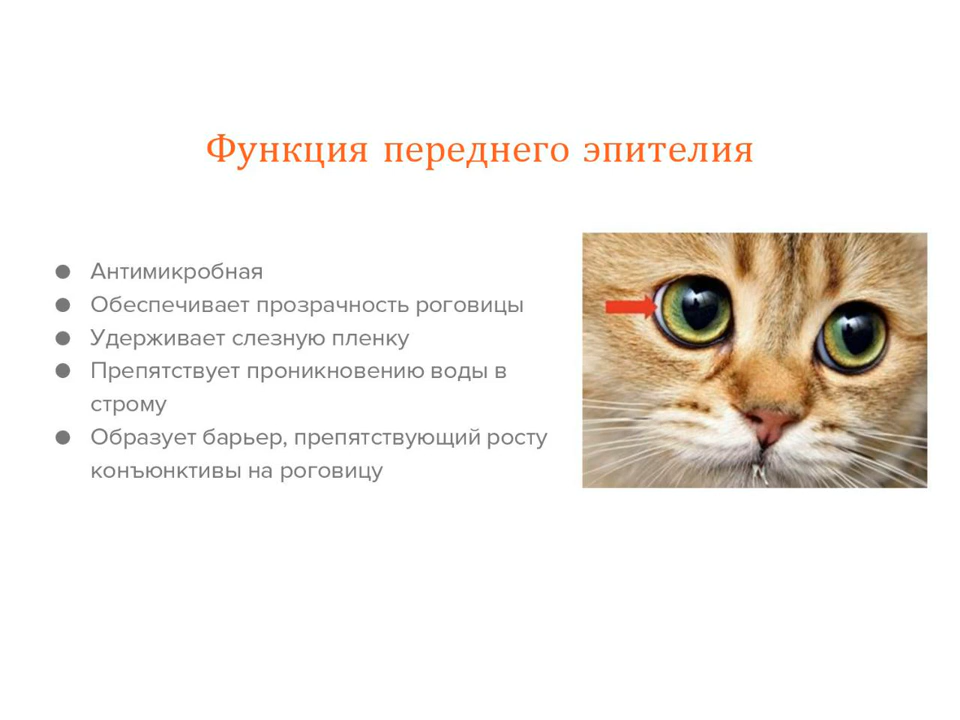 Функция переднего эпителия
Антимикробная
Обеспечивает прозрачность роговицы
Удерживает слезную пленку
Препятствует проникновению воды в
строму
Образует барьер, препятствующий росту
конъюнктивы на роговицу